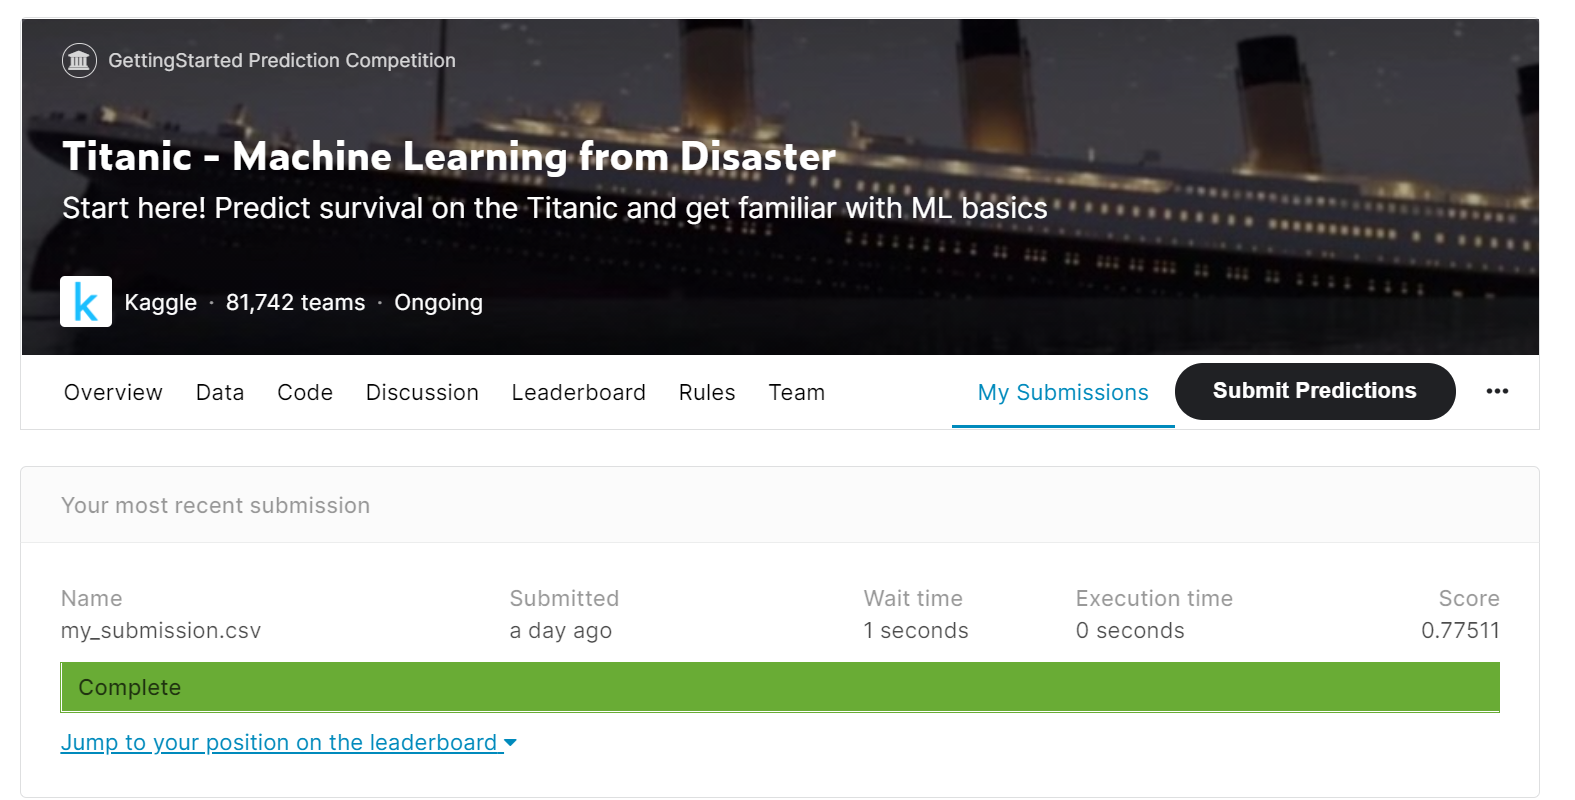 GettingStarted Prediction Competition
Titanic - Machine Learning from Disaster
Start here! Predict survival on the Titanic and get familiar with ML basics
k Kaggle · 81,742 teams · Ongoing
Overview Data Code Discussion Leaderboard Rules Team My Submissions Submit Predictions ···
Your most recent submission
Name Submitted Wait time Execution time Score
my_submission.csv a day ago 1 seconds 0 seconds 0.77511
Complete
Jump to your position on the leaderboard